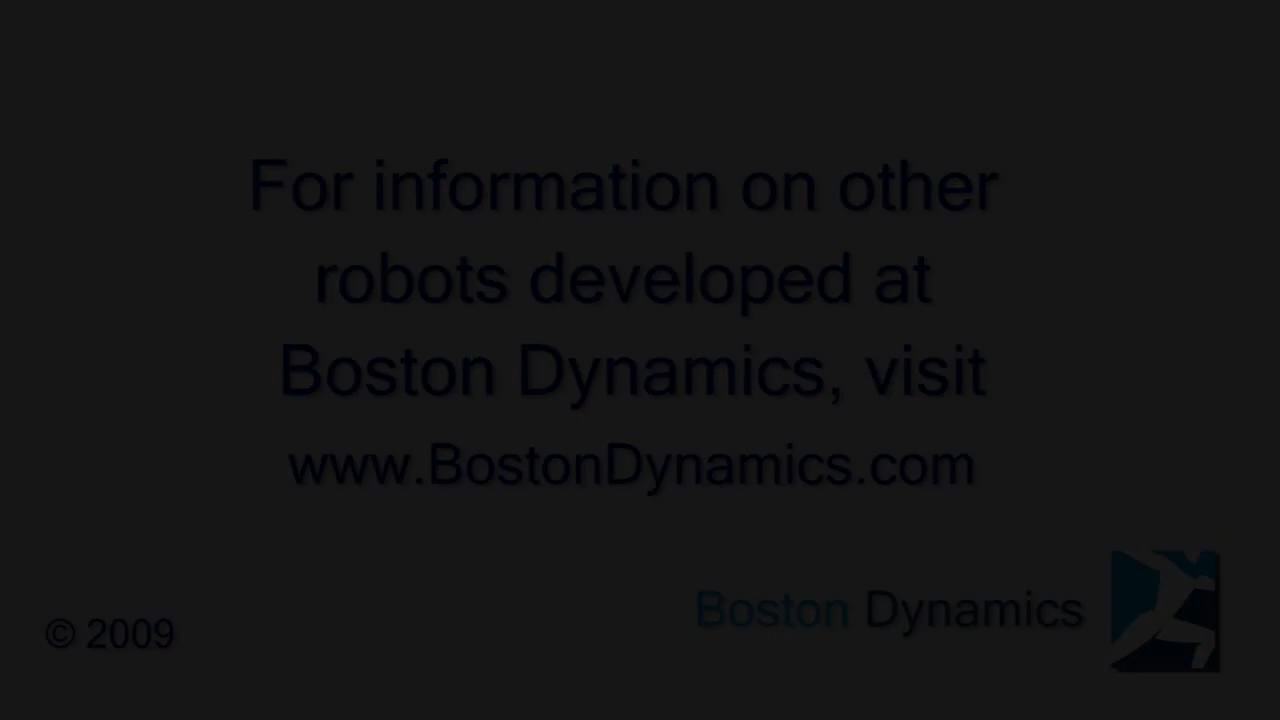 For information on other
robots developed at
Boston Dynamics, visit
www.BostonDynamics.com
Boston Dynamics
© 2009